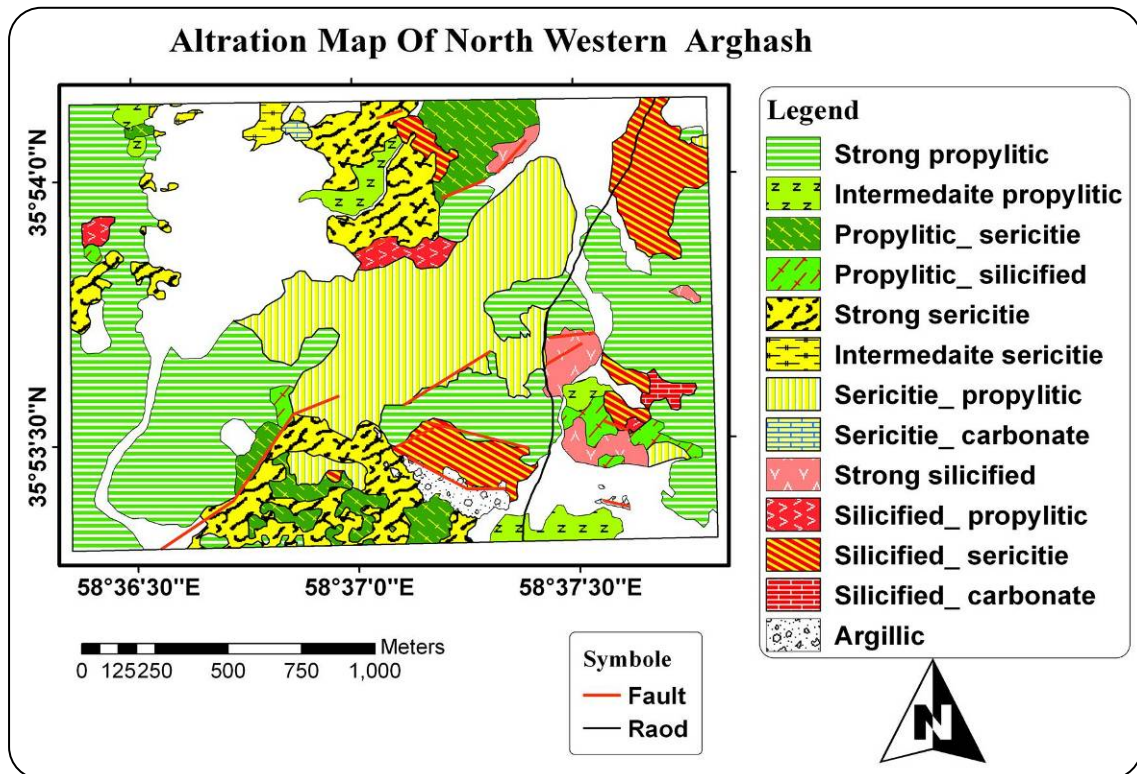 Altration Map Of North Western Arghash
35°54'0"N
35°53'30"N
58°36'30"E
58°37'0"E
58°37'30"E
Legend
Strong propylitic
Intermedaite propylitic
Propylitic_ sericitie
Propylitic_ silicified
Strong sericitie
Intermedaite sericitie
Sericitie_ propylitic
Sericitie_ carbonate
Strong silicified
Silicified_ propylitic
Silicified_ sericitie
Silicified_ carbonate
Argillic
Meters
0 125250 500 750 1,000
Symbole
Fault
Raod
N